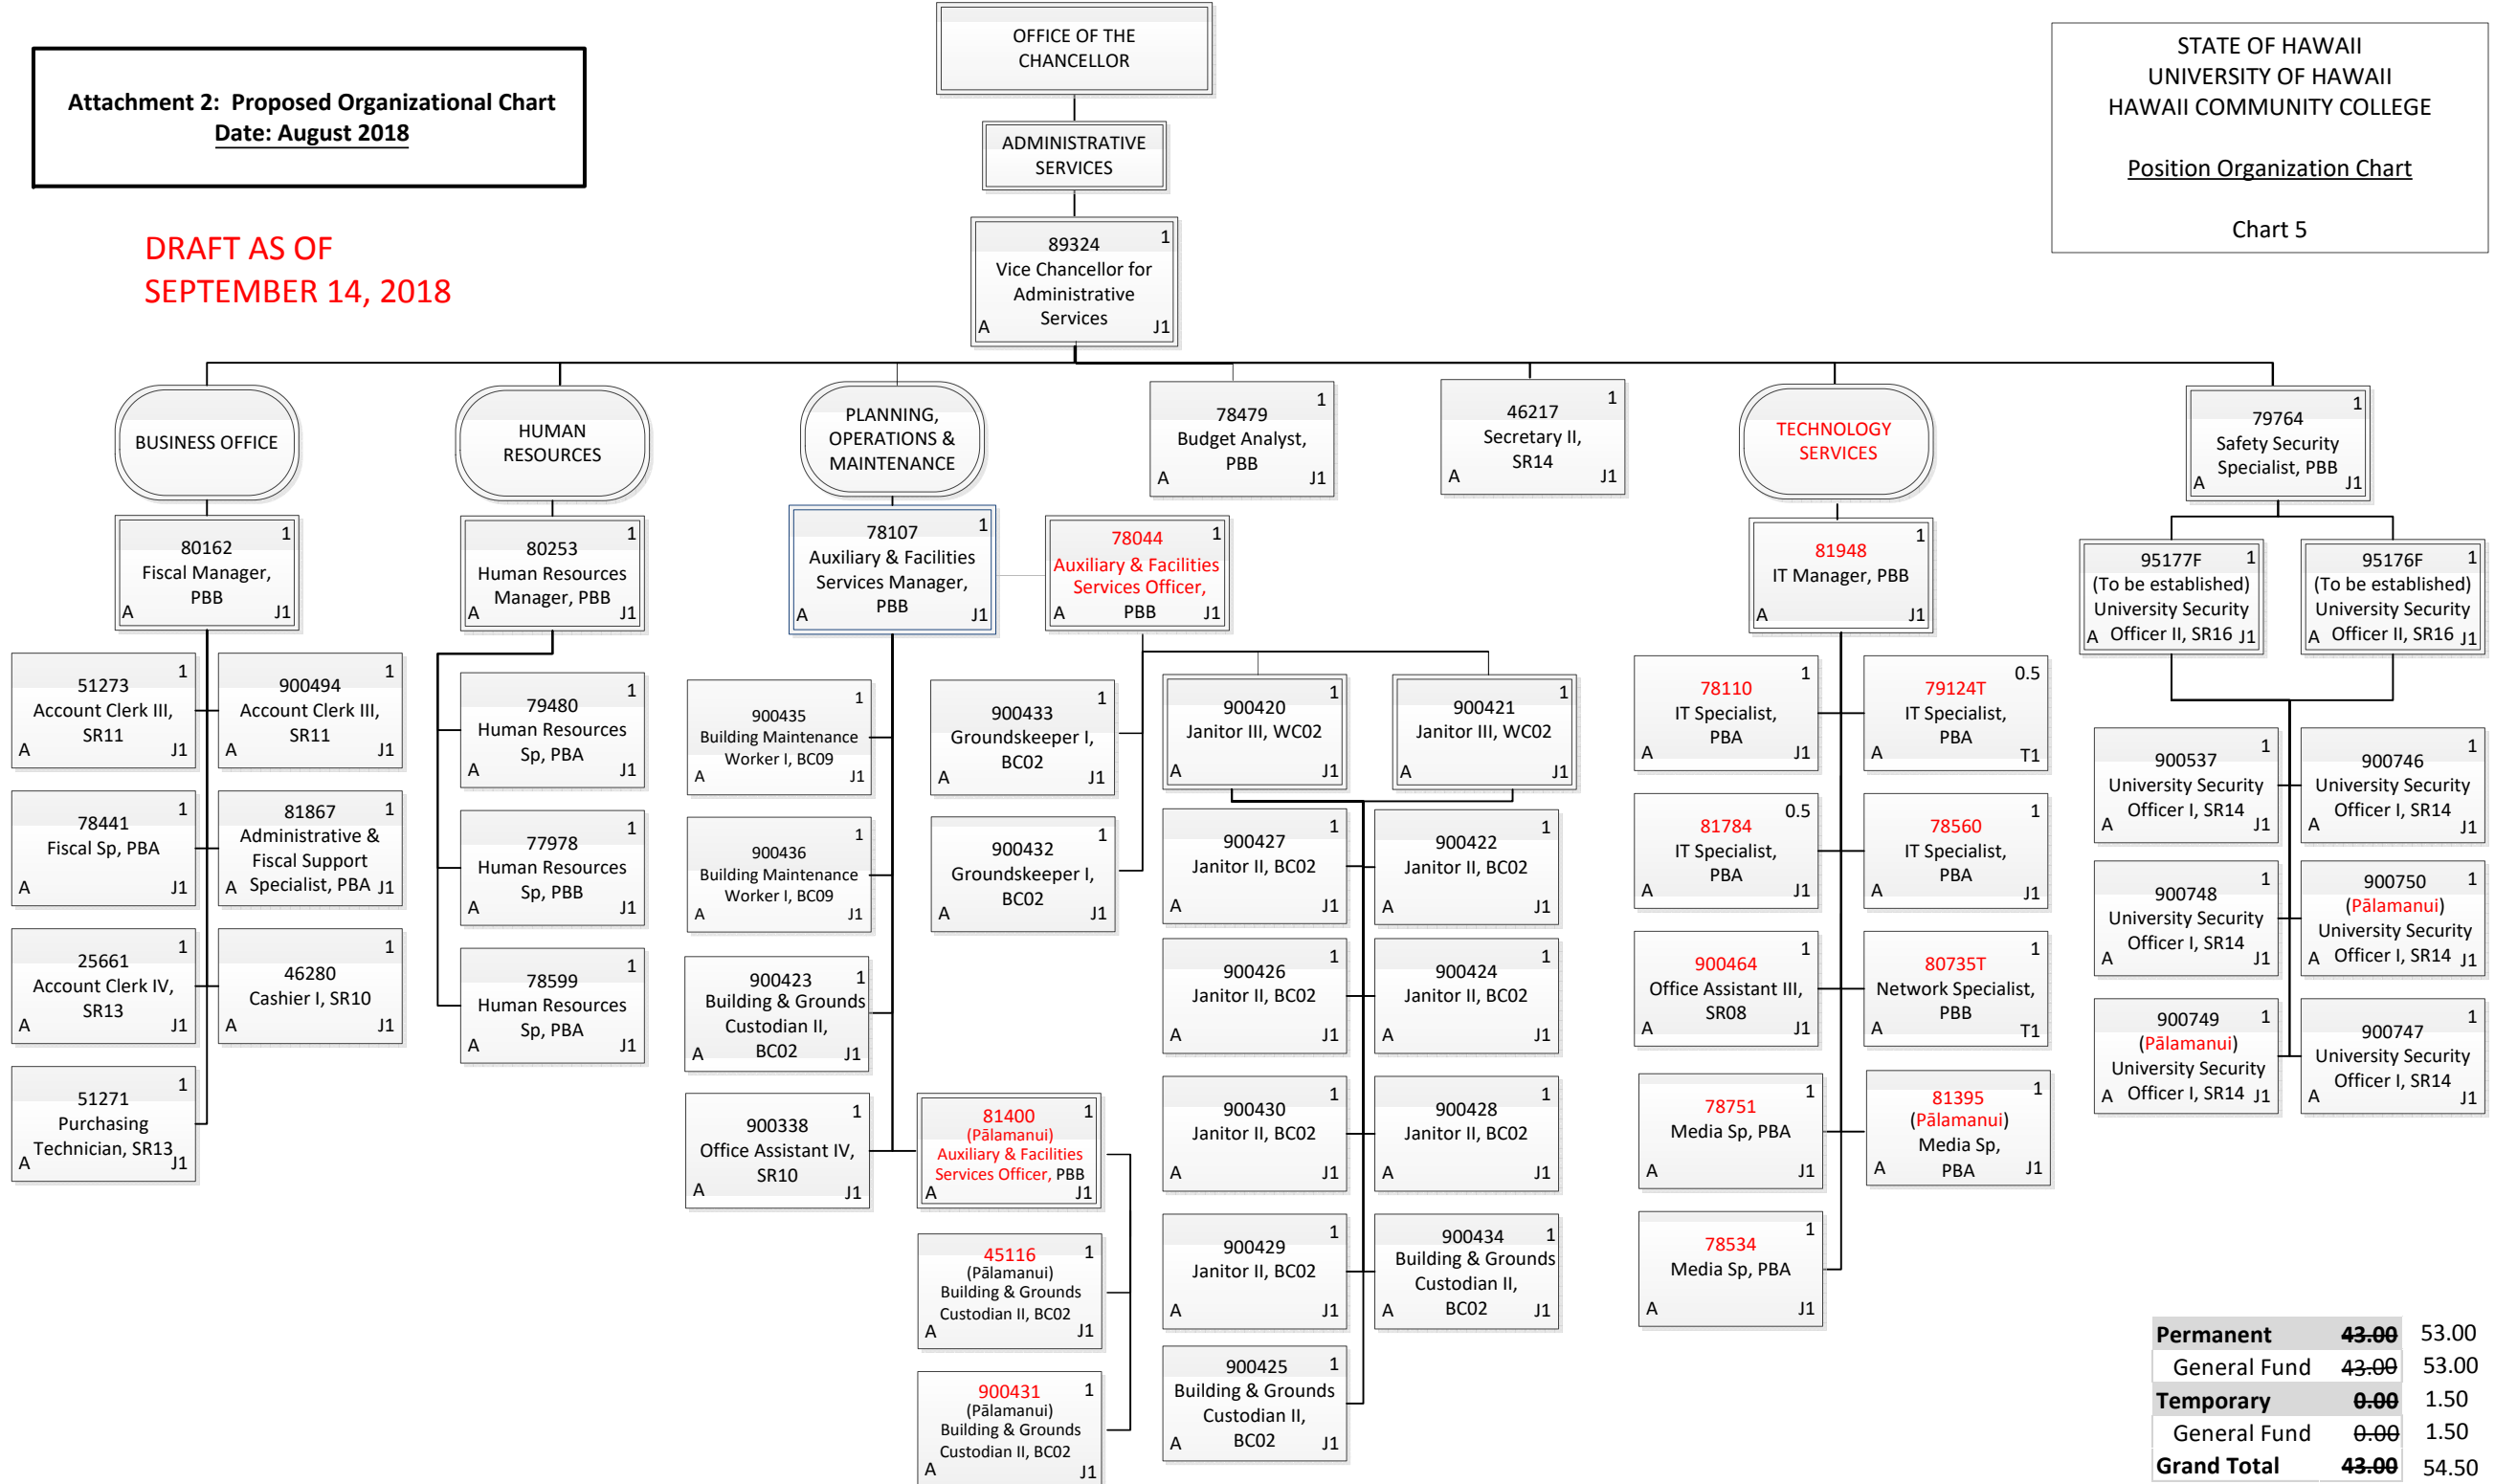 Attachment 2: Proposed Organizational Chart
Date: August 2018
DRAFT AS OF
SEPTEMBER 14, 2018
OFFICE OF THE
CHANCELLOR
ADMINISTRATIVE
SERVICES
89324 1
Vice Chancellor for
Administrative
Services
A J1
STATE OF HAWAII
UNIVERSITY OF HAWAII
HAWAII COMMUNITY COLLEGE
Position Organization Chart
Chart 5
BUSINESS OFFICE
80162 1
Fiscal Manager,
PBB
A J1
51273 1
Account Clerk III,
SR11
A J1
900494 1
Account Clerk III,
SR11
A J1
78441 1
Fiscal Sp, PBA
A J1
81867 1
Administrative &
Fiscal Support
A Specialist, PBA J1
25661 1
Account Clerk IV,
SR13
A J1
46280 1
Cashier I, SR10
A J1
51271 1
Purchasing
Technician, SR13
A J1
HUMAN
RESOURCES
80253 1
Human Resources
Manager, PBB
A J1
79480 1
Human Resources
Sp, PBA
A J1
77978 1
Human Resources
Sp, PBB
A J1
78599 1
Human Resources
Sp, PBA
A J1
PLANNING,
OPERATIONS &
MAINTENANCE
78107 1
Auxiliary & Facilities
Services Manager,
PBB
A J1
78044 1
Auxiliary & Facilities
Services Officer,
A PBB J1
900435 1
Building Maintenance
Worker I, BC09
A J1
900436 1
Building Maintenance
Worker I, BC09
A J1
900423 1
Building & Grounds
Custodian II,
BC02
A J1
900338 1
Office Assistant IV,
SR10
A J1
81400 1
(Pālamanui)
Auxiliary & Facilities
Services Officer, PBB
A J1
45116 1
(Pālamanui)
Building & Grounds
Custodian II, BC02
A J1
900431 1
(Pālamanui)
Building & Grounds
Custodian II, BC02
A J1
900433 1
Groundskeeper I,
BC02
A J1
900432 1
Groundskeeper I,
BC02
A J1
900420 1
Janitor III, WC02
A J1
900421 1
Janitor III, WC02
A J1
900427 1
Janitor II, BC02
A J1
900422 1
Janitor II, BC02
A J1
900426 1
Janitor II, BC02
A J1
900424 1
Janitor II, BC02
A J1
900430 1
Janitor II, BC02
A J1
900428 1
Janitor II, BC02
A J1
900429 1
Janitor II, BC02
A J1
900434 1
Building & Grounds
Custodian II,
BC02
A J1
900425 1
Building & Grounds
Custodian II,
BC02
A J1
78479 1
Budget Analyst,
PBB
A J1
46217 1
Secretary II,
SR14
A J1
TECHNOLOGY
SERVICES
81948 1
IT Manager, PBB
A J1
78110 1
IT Specialist,
PBA
A J1
79124T 0.5
IT Specialist,
PBA
A T1
81784 0.5
IT Specialist,
PBA
A J1
78560 1
IT Specialist,
PBA
A J1
900464 1
Office Assistant III,
SR08
A J1
80735T 1
Network Specialist,
PBB
A T1
78751 1
Media Sp, PBA
A J1
81395 1
(Pālamanui)
Media Sp,
PBA
A J1
78534 1
Media Sp, PBA
A J1
79764 1
Safety Security
Specialist, PBB
A J1
95177F 1
(To be established)
University Security
A Officer II, SR16 J1
95176F 1
(To be established)
University Security
A Officer II, SR16 J1
900537 1
University Security
Officer I, SR14
A J1
900746 1
University Security
Officer I, SR14
A J1
900748 1
University Security
Officer I, SR14
A J1
900750 1
(Pālamanui)
University Security
A Officer I, SR14 J1
900749 1
(Pālamanui)
University Security
A Officer I, SR14 J1
900747 1
University Security
Officer I, SR14
A J1
Permanent 43.00 53.00
General Fund 43.00 53.00
Temporary 0.00 1.50
General Fund 0.00 1.50
Grand Total 43.00 54.50